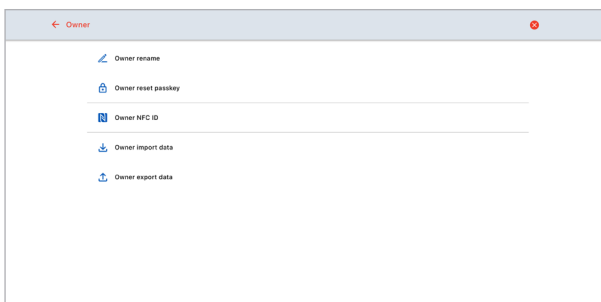 Owner
Owner rename
Owner reset passkey
Owner NFC ID
Owner import data
Owner export data